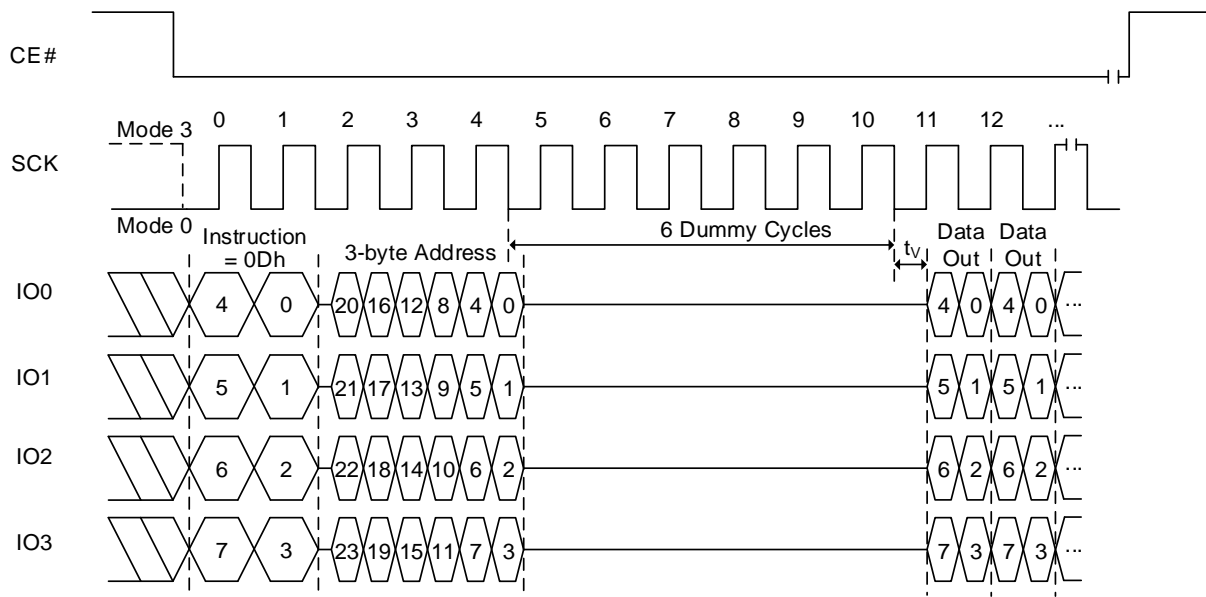 CE#
0 1 2 3 4 5 6 7 8 9 10 11 12 ...
Mode 3
SCK
Mode 0
Instruction
= 0Dh
3-byte Address
6 Dummy Cycles
tV
Data
Out
Data
Out
IO0 4 0 20 16 12 8 4 0 4 0 4 0 ...
IO1 5 1 21 17 13 9 5 1 5 1 5 1 ...
IO2 6 2 22 18 14 10 6 2 6 2 6 2 ...
IO3 7 3 23 19 15 11 7 3 7 3 7 3 ...